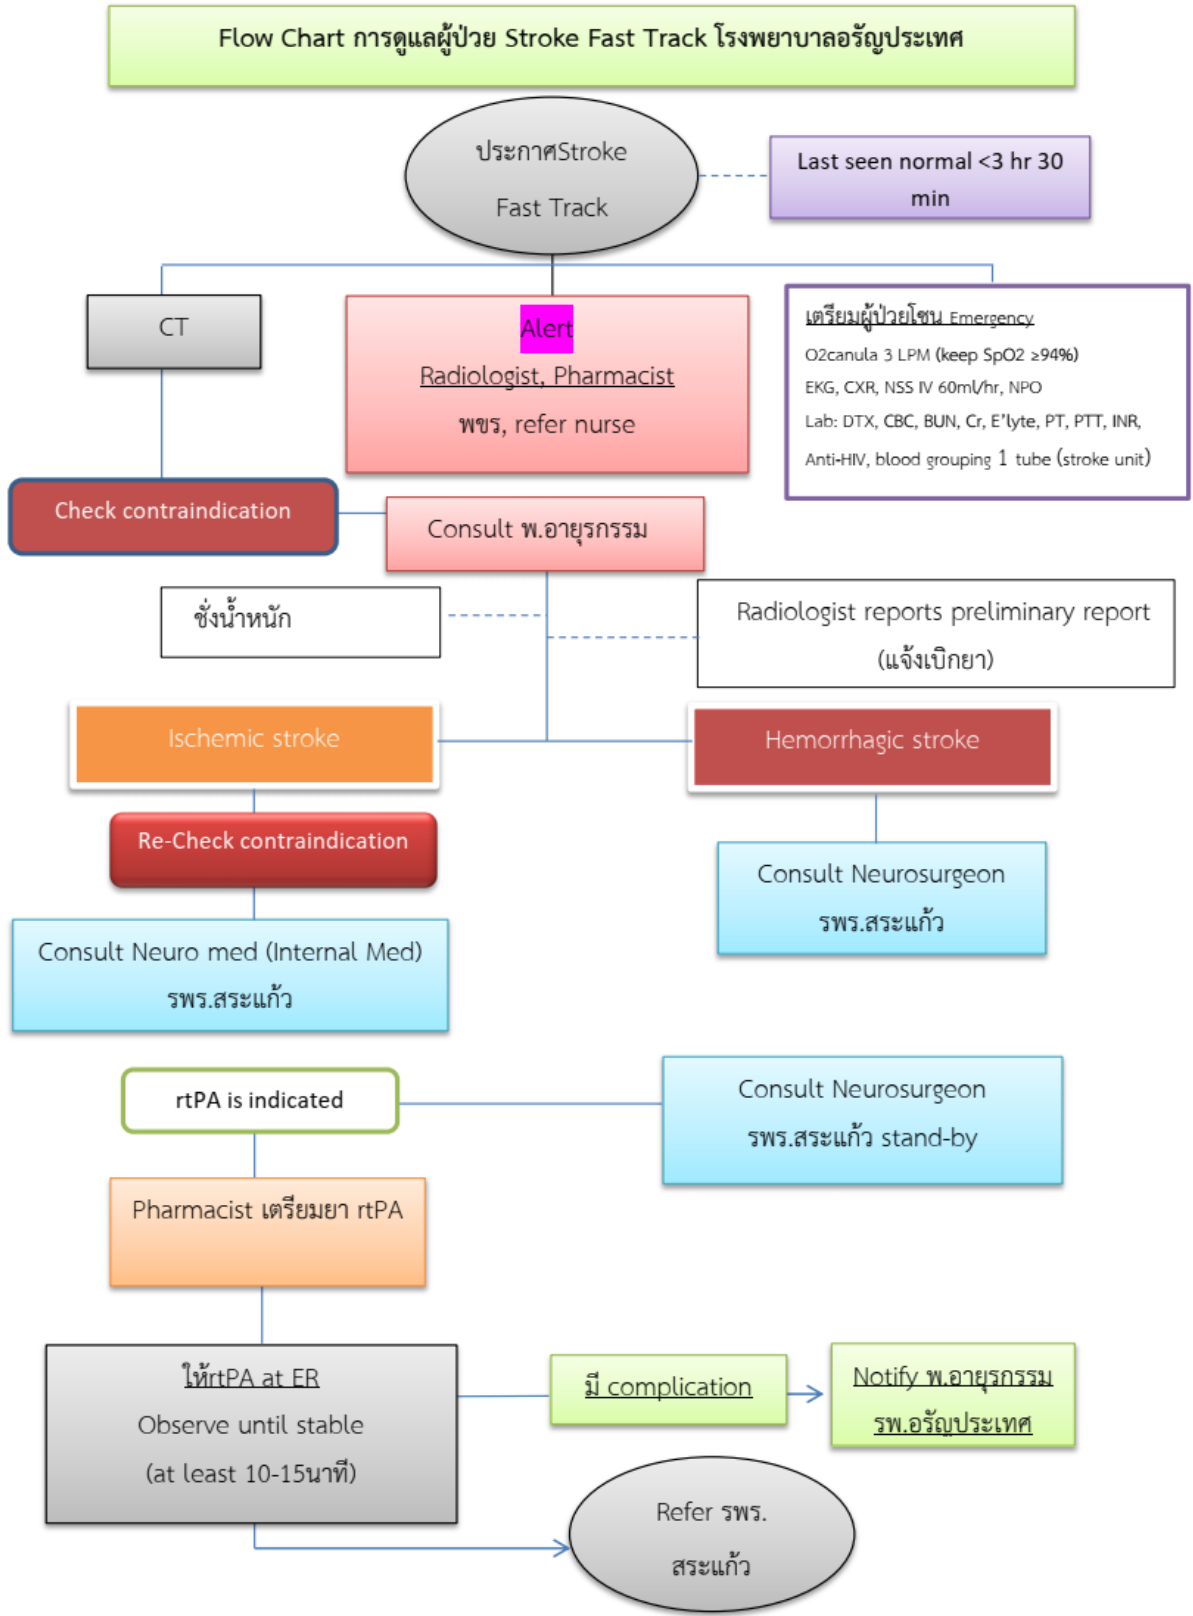 Flow Chart การดูแลผู้ป่วย Stroke Fast Track โรงพยาบาลอรัญประเทศ
ประกาศStroke
Fast Track
Last seen normal <3 hr 30
min
CT
Alert
Radiologist, Pharmacist
พขร, refer nurse
เตรียมผู้ป่วยโซน Emergency
O2canula 3 LPM (keep SpO2 ≥94%)
EKG, CXR, NSS IV 60ml/hr, NPO
Lab: DTX, CBC, BUN, Cr, E'lyte, PT, PTT, INR,
Anti-HIV, blood grouping 1 tube (stroke unit)
Check contraindication
Consult พ.อายุรกรรม
ชั่งน้ำหนัก
Radiologist reports preliminary report
(แจ้งเบิกยา)
Ischemic stroke
Hemorrhagic stroke
Re-Check contraindication
Consult Neurosurgeon
รพร.สระแก้ว
Consult Neuro med (Internal Med)
รพร.สระแก้ว
rtPA is indicated
Consult Neurosurgeon
รพร.สระแก้ว stand-by
Pharmacist เตรียมยา rtPA
ให้rtPA at ER
Observe until stable
(at least 10-15นาที)
มี complication
Notify พ.อายุรกรรม
รพ.อรัญประเทศ
Refer รพร.
สระแก้ว